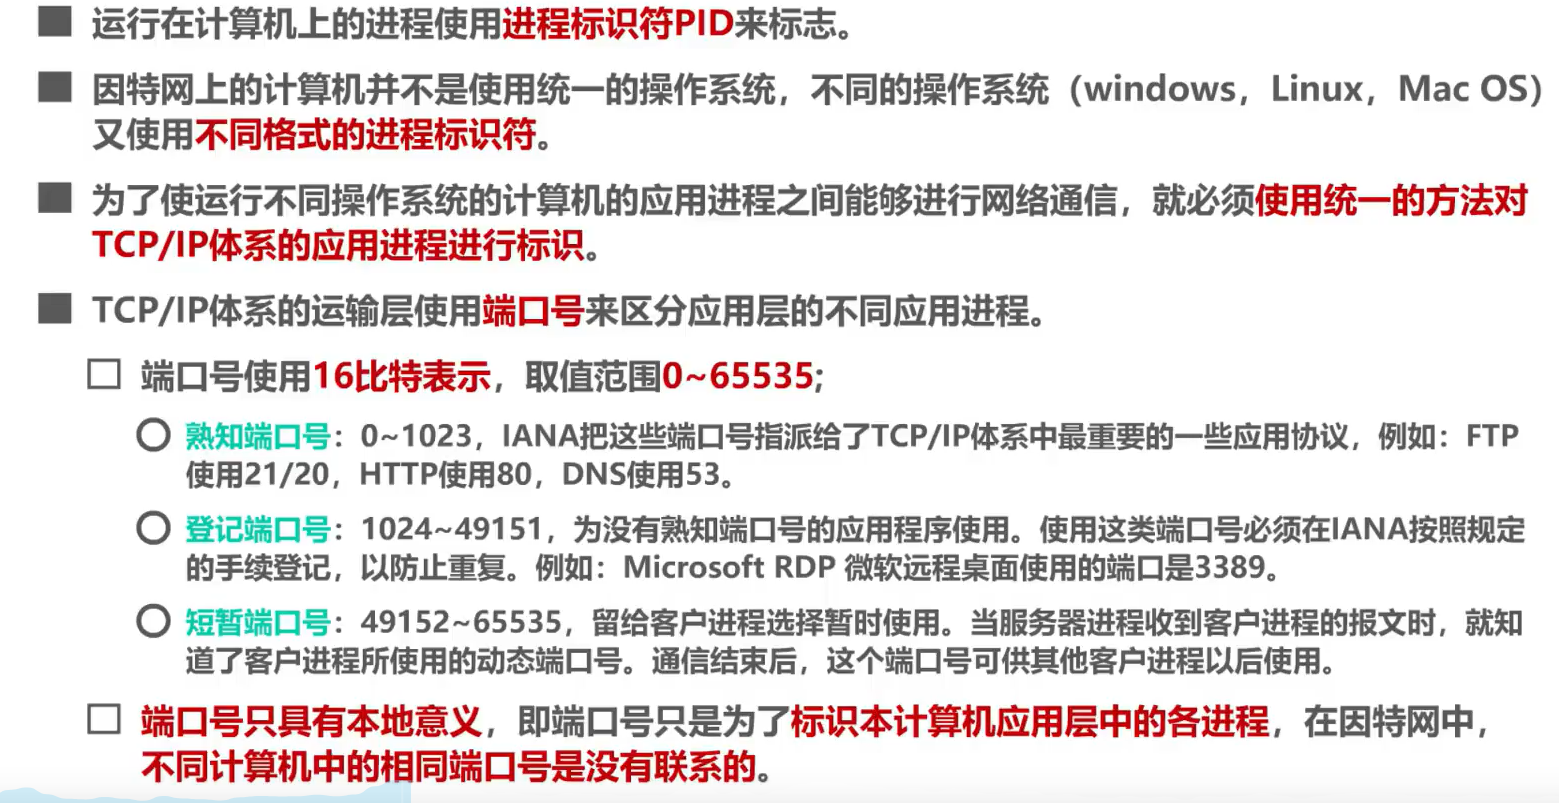 运行在计算机上的进程使用进程标识符PID来标志。
因特网上的计算机并不是使用统一的操作系统，不同的操作系统（windows，Linux，Mac OS）
又使用不同格式的进程标识符。
为了使运行不同操作系统的计算机的应用进程之间能够进行网络通信，就必须使用统一的方法对
TCP/IP体系的应用进程进行标识。
TCP/IP体系的运输层使用端口号来区分应用层的不同应用进程。
端口号使用16比特表示，取值范围0~65535;
熟知端口号：0~1023，IANA把这些端口号指派给了TCP/IP体系中最重要的一些应用协议，例如：FTP
使用21/20，HTTP使用80，DNS使用53。
登记端口号：1024~49151，为没有熟知端口号的应用程序使用。使用这类端口号必须在IANA按照规定
的手续登记，以防止重复。例如：Microsoft RDP 微软远程桌面使用的端口是3389。
短暂端口号：49152~65535，留给客户进程选择暂时使用。当服务器进程收到客户进程的报文时，就知
道了客户进程所使用的动态端口号。通信结束后，这个端口号可供其他客户进程以后使用。
端口号只具有本地意义，即端口号只是为了标识本计算机应用层中的各进程，在因特网中，
不同计算机中的相同端口号是没有联系的。